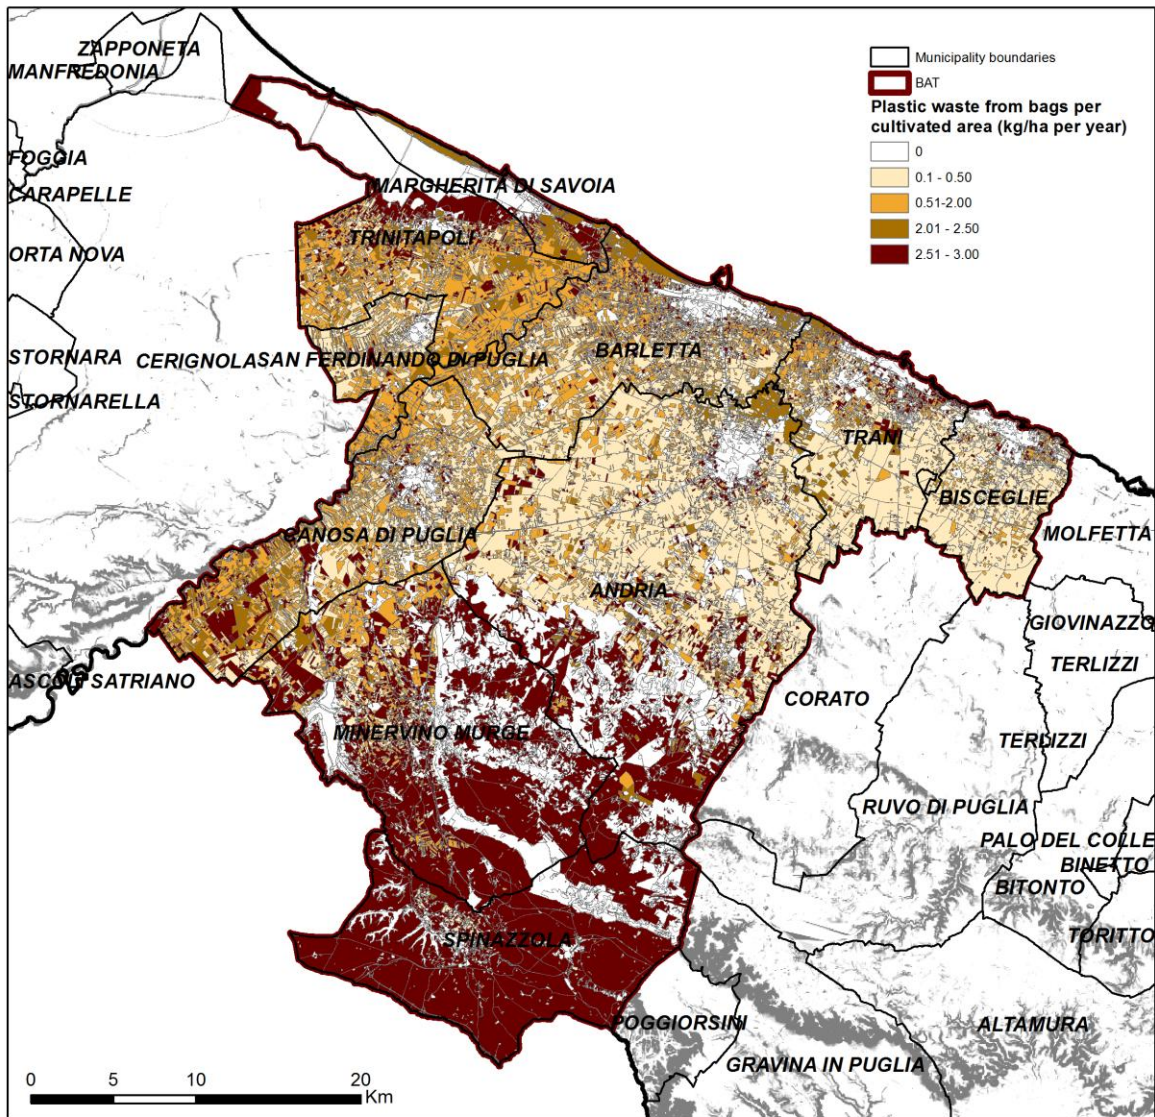 ZAPPONETA
MANFREDONIA
Municipality boundaries
BAT
Plastic waste from bags per
cultivated area (kg/ha per year)
0
0.1 - 0.50
0.51-2.00
2.01 - 2.50
2.51 - 3.00
FOGGIA
CARAPELLE
MARGHERITA DI SAVOIA
TRINITAPOLI
ORTA NOVA
STORNARA
CERIGNOLA
SAN FERDINANDO DI PUGLIA
BARLETTA
STORNARELLA
TRANI
BISCEGLIE
CANOSA DI PUGLIA
MOLFETTA
ANDRIA
GIOVINAZZO
TERLIZZI
ASCOLI SATRIANO
CORATO
MINERVINO MURGE
TERLIZZI
RUVO DI PUGLIA
PALO DEL COLLE
BINETTO
BITONTO
SPINAZZOLA
TORITTO
POGGIORSINI
ALTAMURA
GRAVINA IN PUGLIA
0 5 10 20
Km